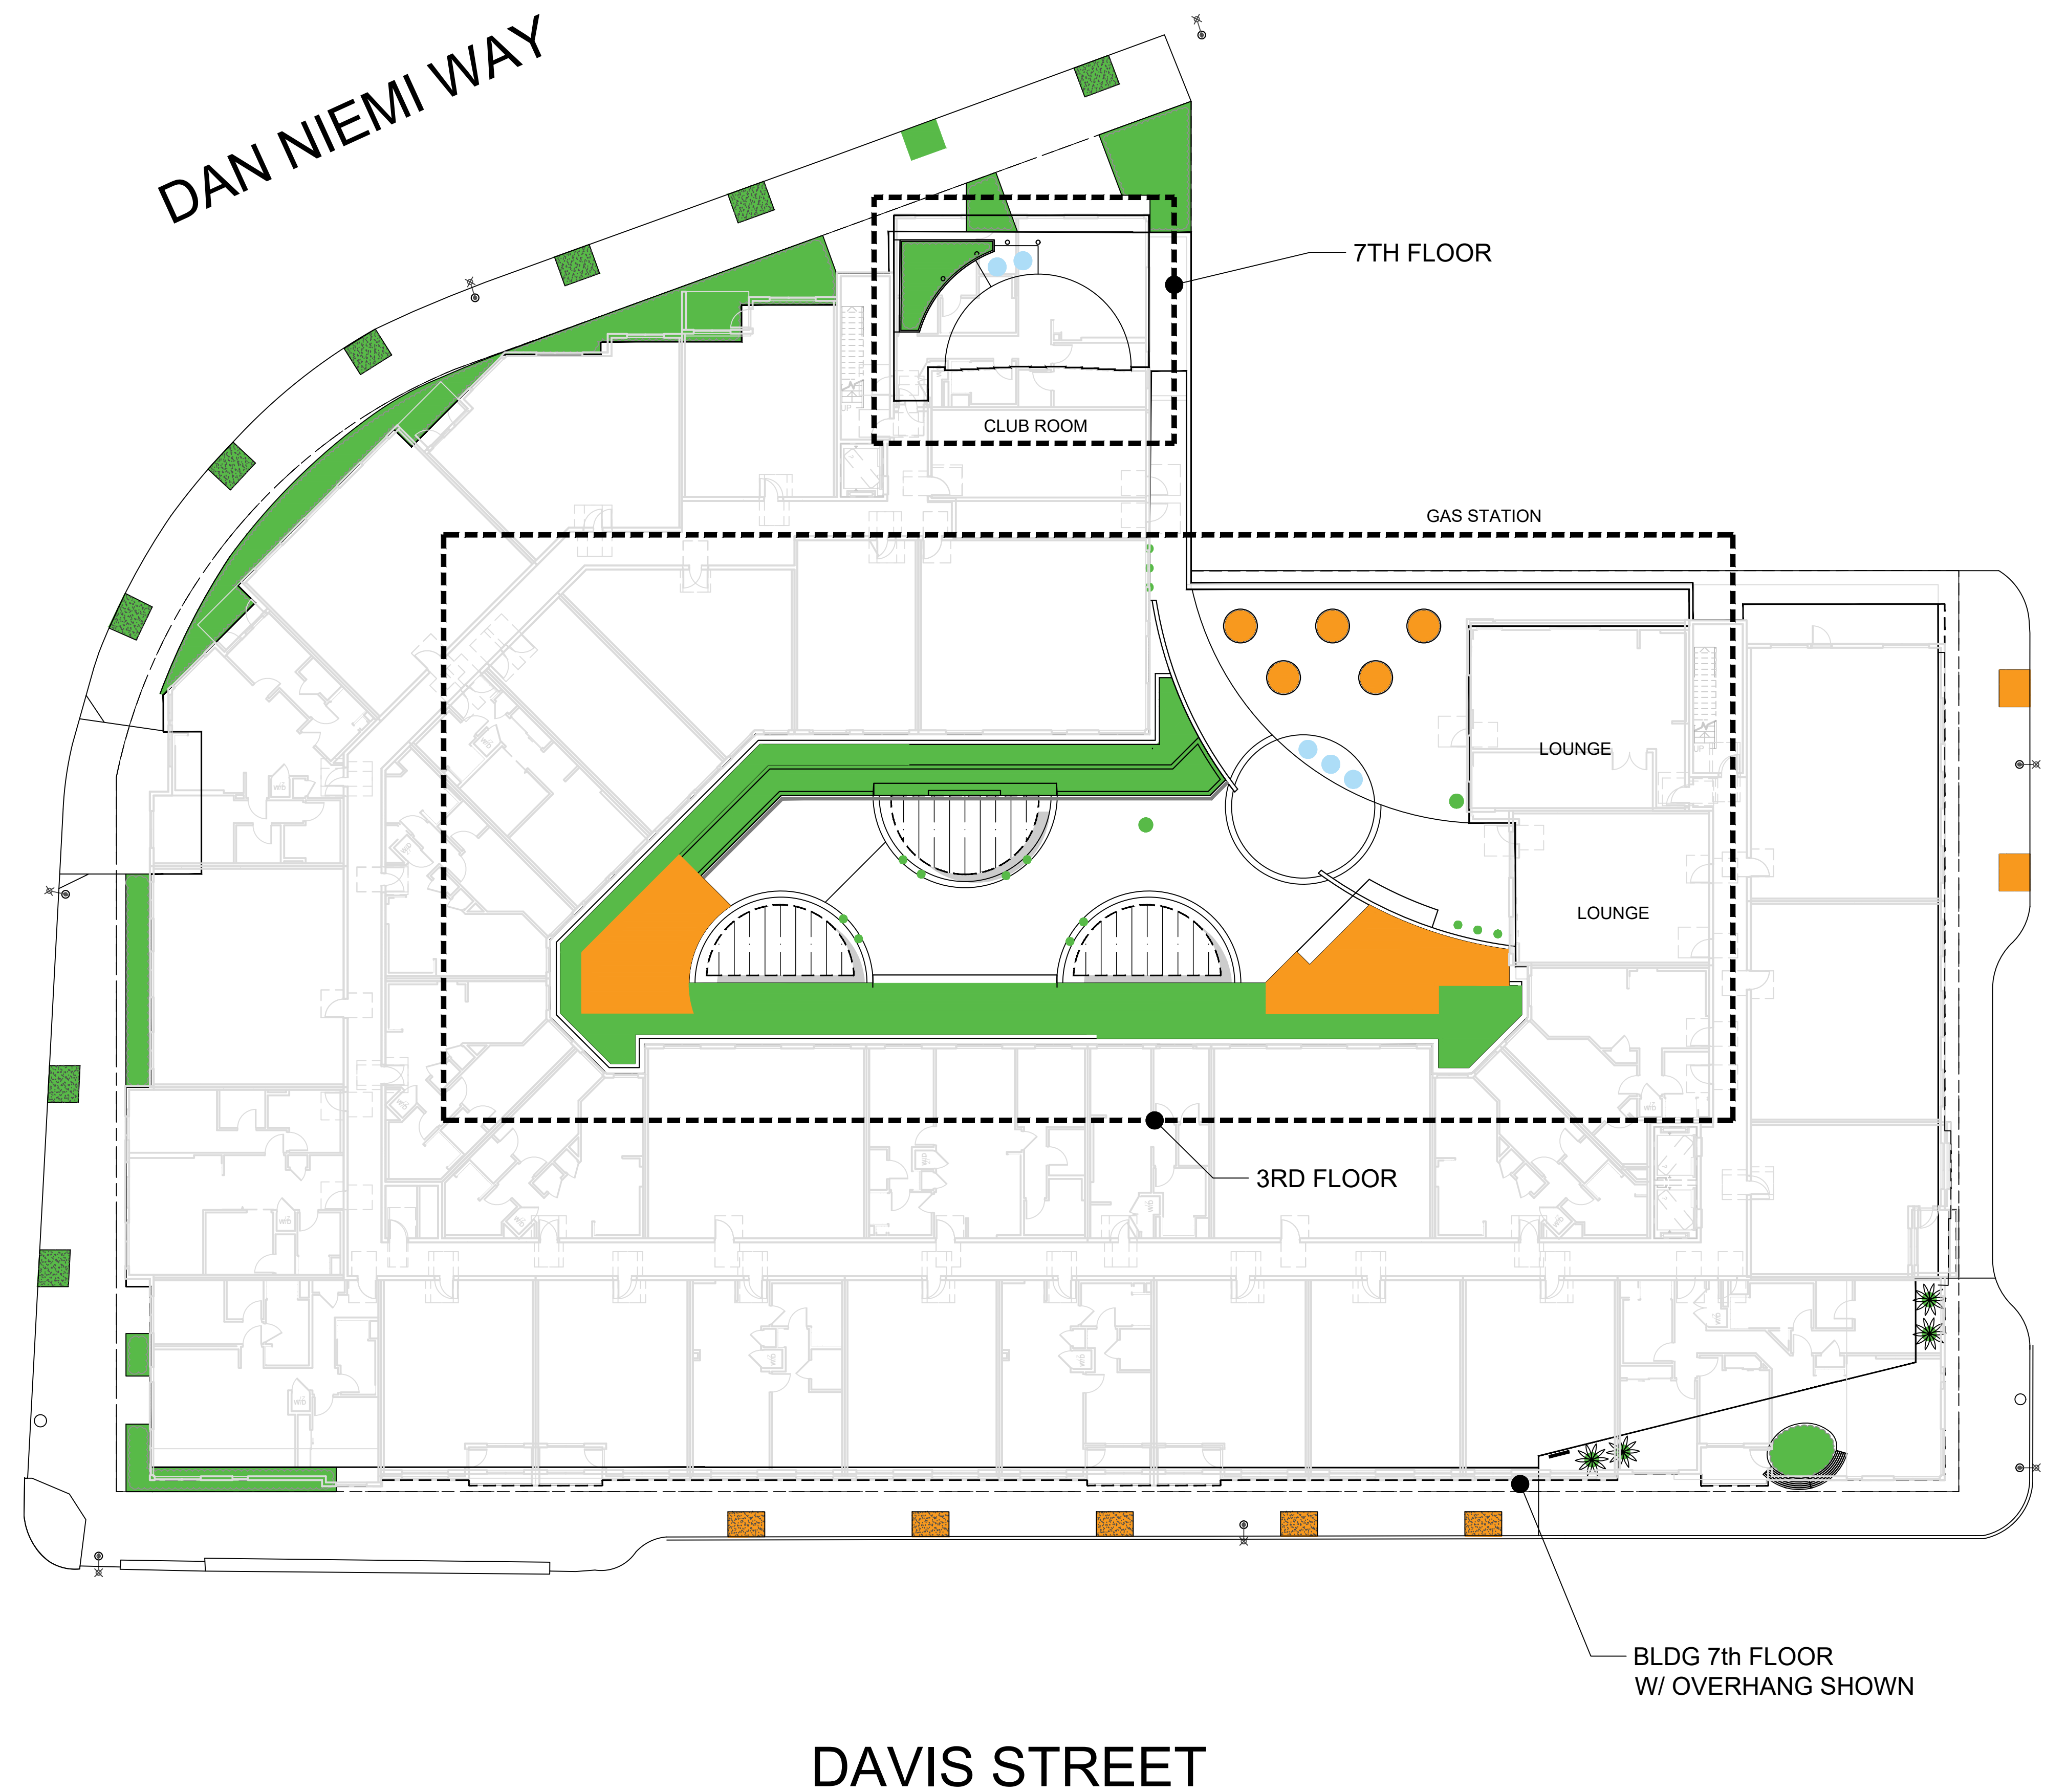 DAN NIEMI WAY
7TH FLOOR
CLUB ROOM
GAS STATION
LOUNGE
LOUNGE
3RD FLOOR
BLDG 7th FLOOR
W/ OVERHANG SHOWN
DAVIS STREET